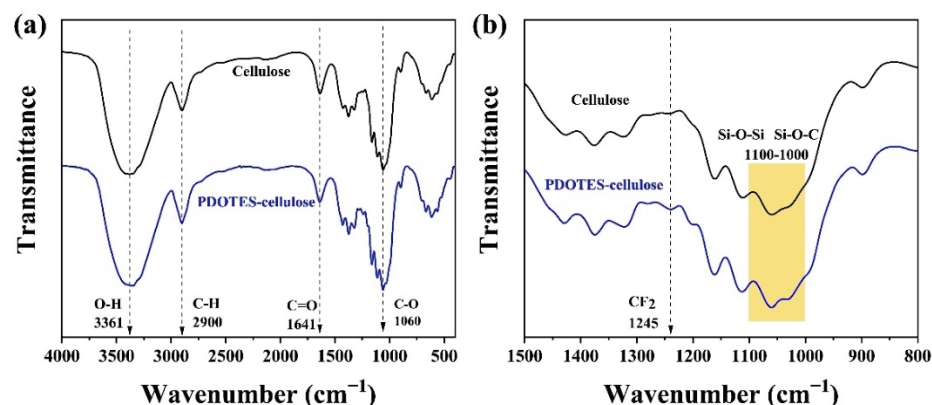 (a)
Transmittance
Cellulose
PDOTES-cellulose
O-H
3361
C-H
2900
C=O
1641
C-O
1060
4000 3500 3000 2500 2000 1500 1000 500
Wavenumber (cm⁻¹)
(b)
Transmittance
Cellulose
Si-O-Si Si-O-C
1100-1000
PDOTES-cellulose
CF₂
1245
1500 1400 1300 1200 1100 1000 900 800
Wavenumber (cm⁻¹)